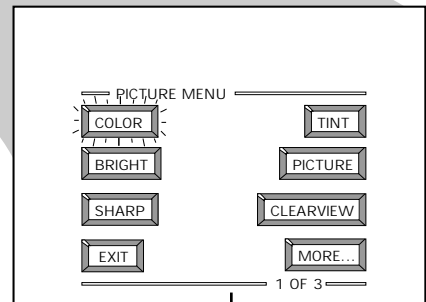 PICTURE MENU
COLOR TINT
BRIGHT PICTURE
SHARP CLEARVIEW
EXIT MORE...
1 OF 3